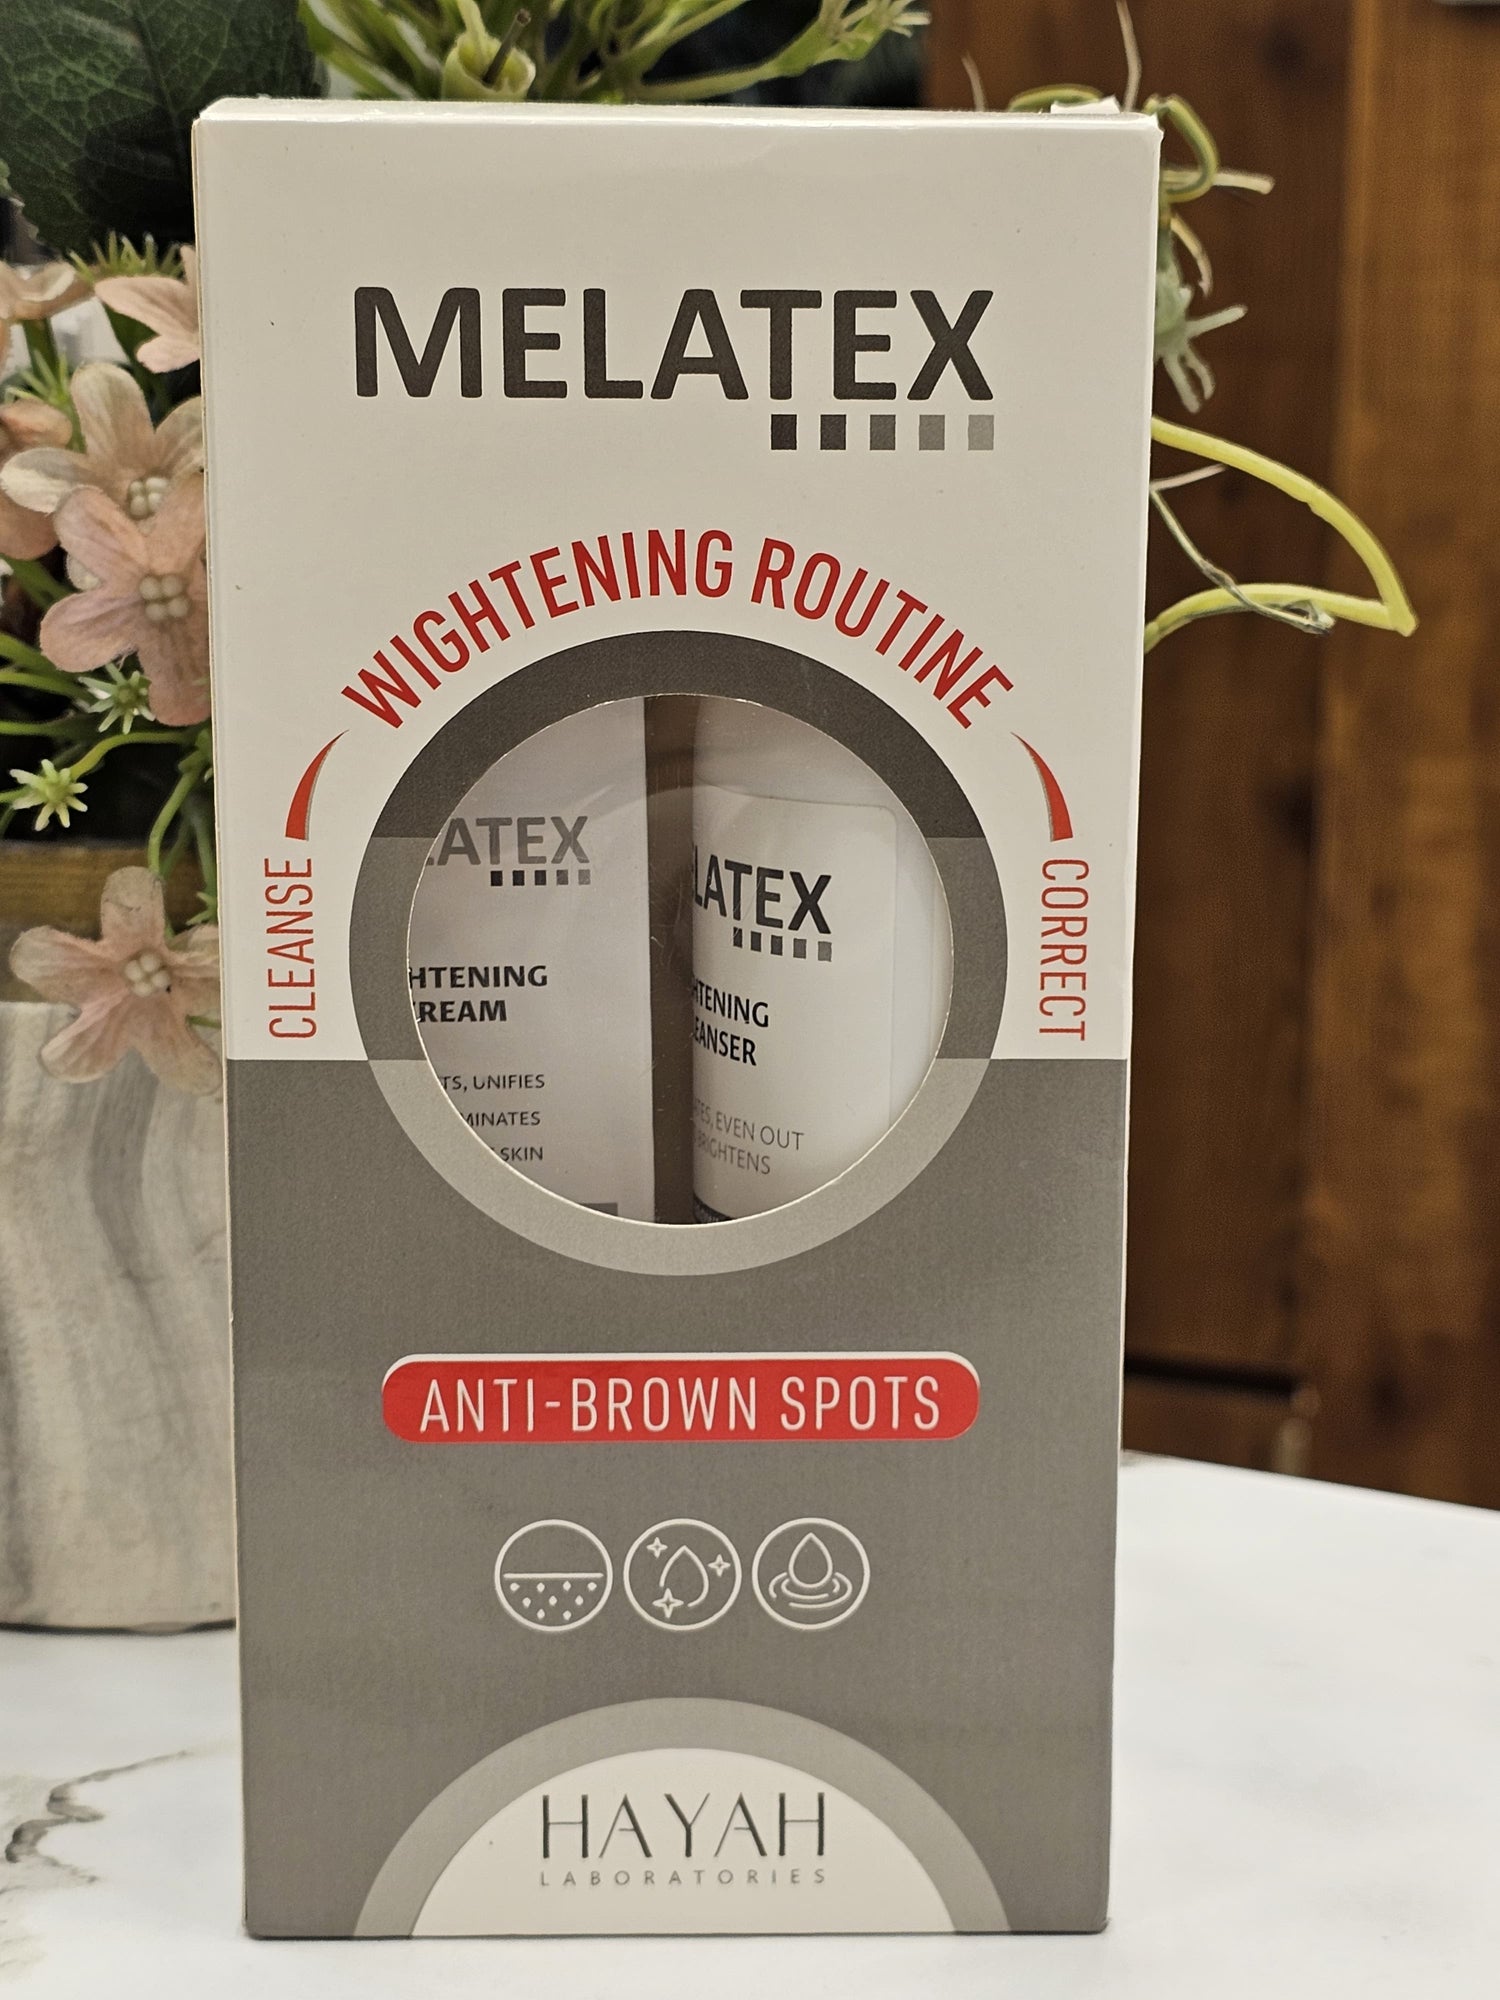 MELATEX
WIGHTENING ROUTINE
CLEANSE
CORRECT
LATEX
HTENING
REAM
TS, UNIFIES
MINATES
SKIN
LATEX
HTENING
EANSER
TES, EVEN OUT
BRIGHTENS
ANTI-BROWN SPOTS
HAYAH
LABORATORIES